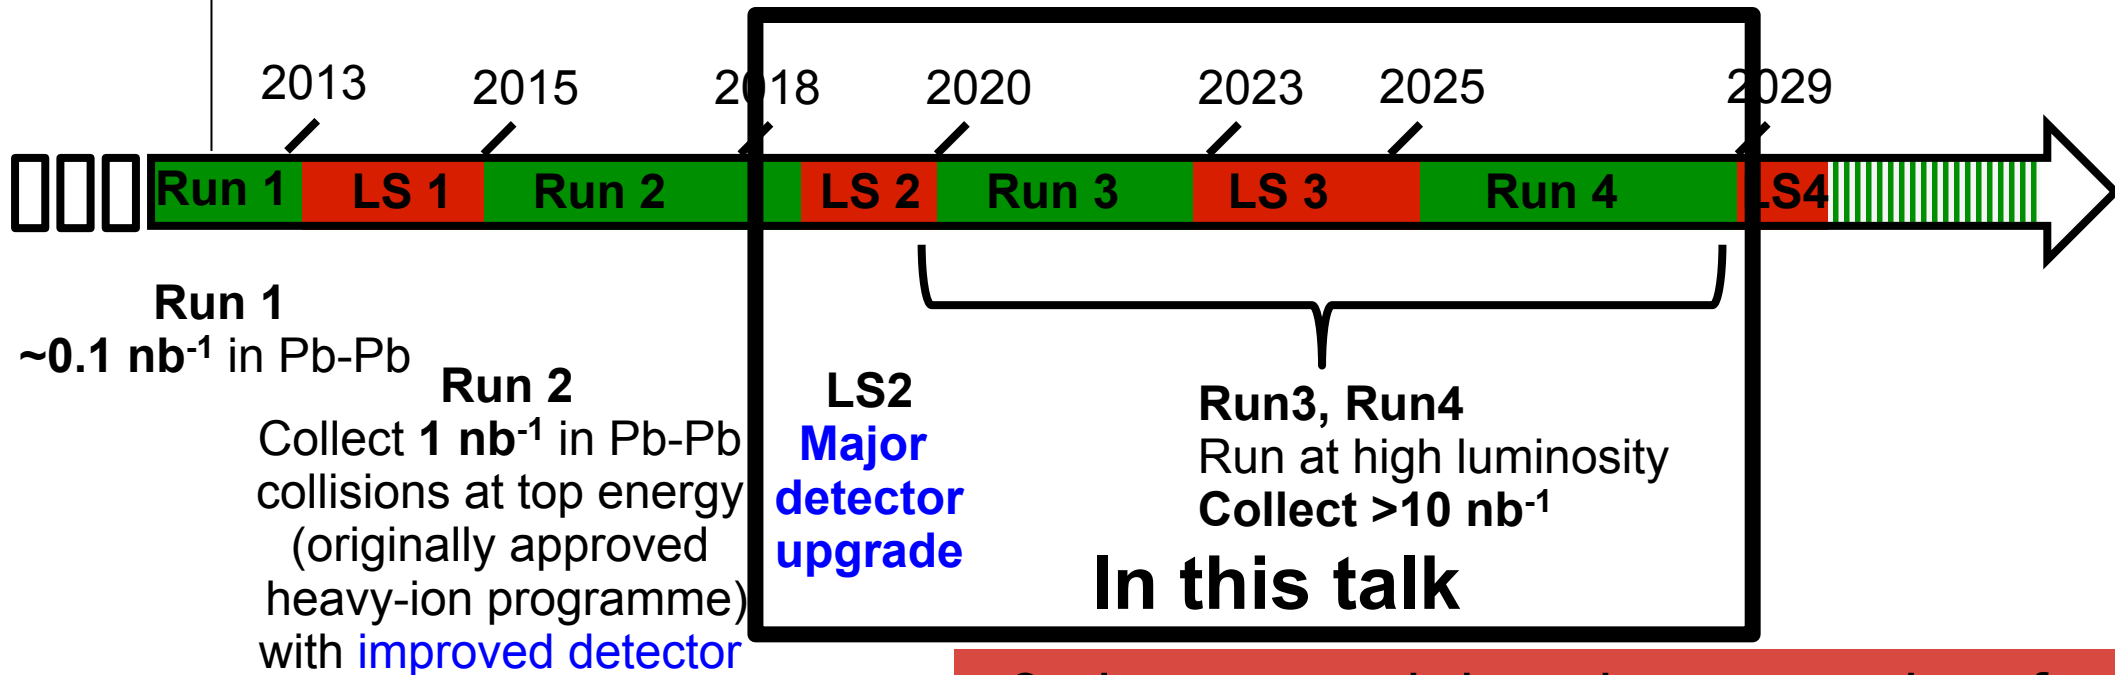 2013 2015 2018 2020 2023 2025 2029
Run 1 LS 1 Run 2 LS 2 Run 3 LS 3 Run 4 LS4
Run 1
~0.1 nb⁻¹ in Pb-Pb
Run 2
Collect 1 nb⁻¹ in Pb-Pb
collisions at top energy
(originally approved
heavy-ion programme)
with improved detector
LS2
Major
detector
upgrade
Run3, Run4
Run at high luminosity
Collect >10 nb⁻¹
In this talk